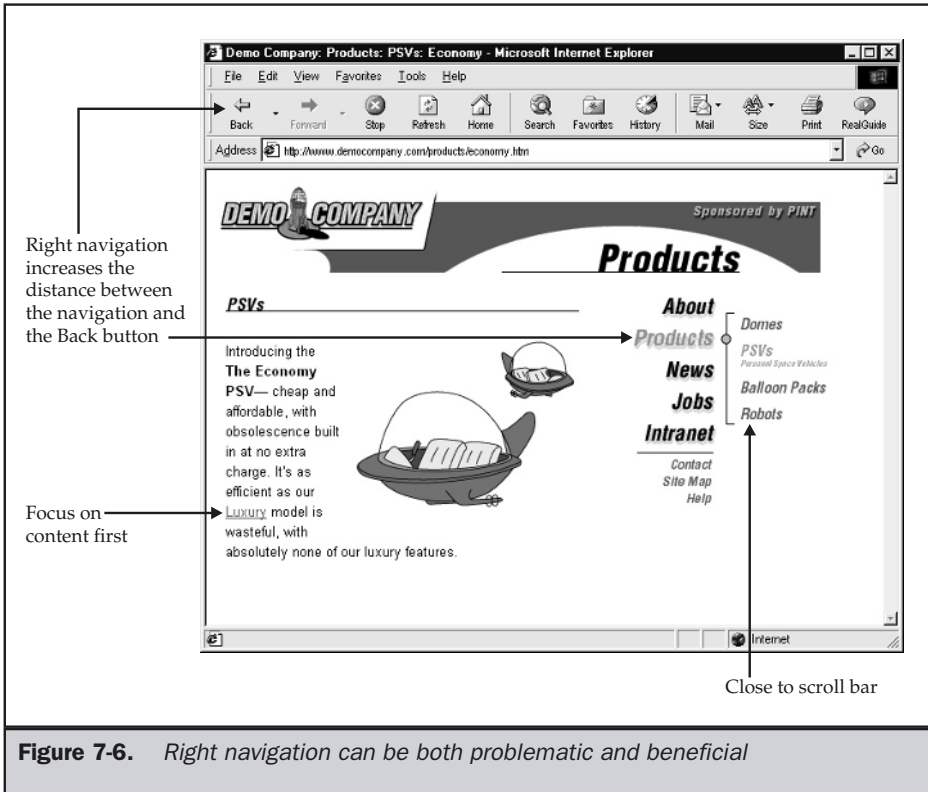 Demo Company: Products: PSVs: Economy - Microsoft Internet Explorer
File Edit View Favorites Tools Help
Back Forward Stop Refresh Home Search Favorites History Mail Size Print RealGuide
Address http://www.democompany.com/products/economy.htm Go
DEMO COMPANY
Sponsored by PINT
Products
Right navigation
increases the
distance between
the navigation and
the Back button
PSVs
Introducing the
The Economy
PSV— cheap and
affordable, with
obsolescence built
in at no extra
charge. It's as
efficient as our
Luxury model is
wasteful, with
absolutely none of our luxury features.
About
Products
News
Jobs
Intranet
Contact
Site Map
Help
Domes
PSVs
Personal Space Vehicles
Balloon Packs
Robots
Focus on
content first
Internet
Close to scroll bar
Figure 7-6. Right navigation can be both problematic and beneficial